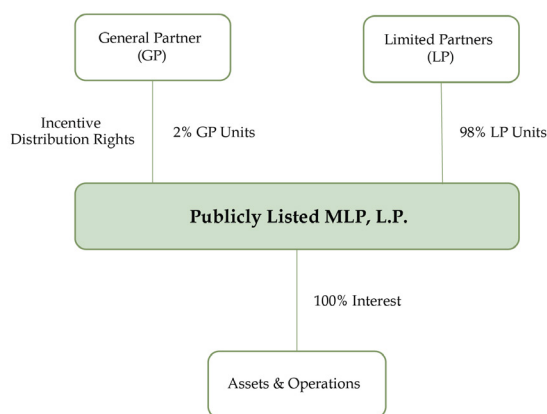 General Partner
(GP)
Limited Partners
(LP)
Incentive
Distribution Rights
2% GP Units
98% LP Units
Publicly Listed MLP, L.P.
100% Interest
Assets & Operations